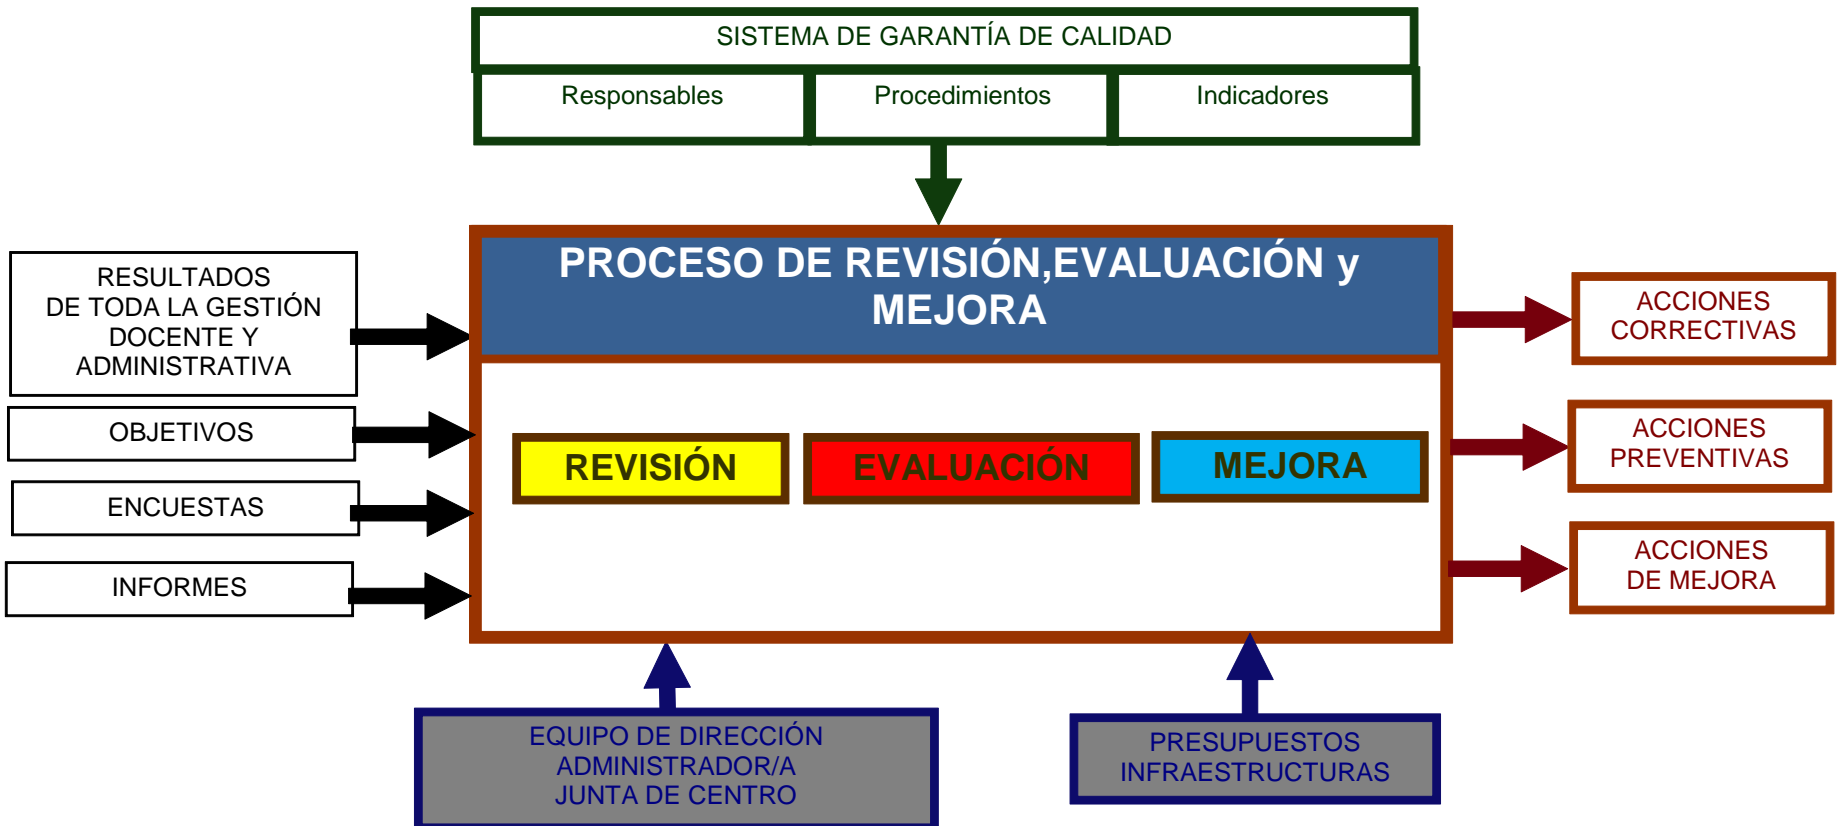 SISTEMA DE GARANTÍA DE CALIDAD
Responsables
Procedimientos
Indicadores
PROCESO DE REVISIÓN,EVALUACIÓN y
MEJORA
RESULTADOS
DE TODA LA GESTIÓN
DOCENTE Y
ADMINISTRATIVA
OBJETIVOS
ENCUESTAS
INFORMES
REVISIÓN
EVALUACIÓN
MEJORA
ACCIONES
CORRECTIVAS
ACCIONES
PREVENTIVAS
ACCIONES
DE MEJORA
EQUIPO DE DIRECCIÓN
ADMINISTRADOR/A
JUNTA DE CENTRO
PRESUPUESTOS
INFRAESTRUCTURAS